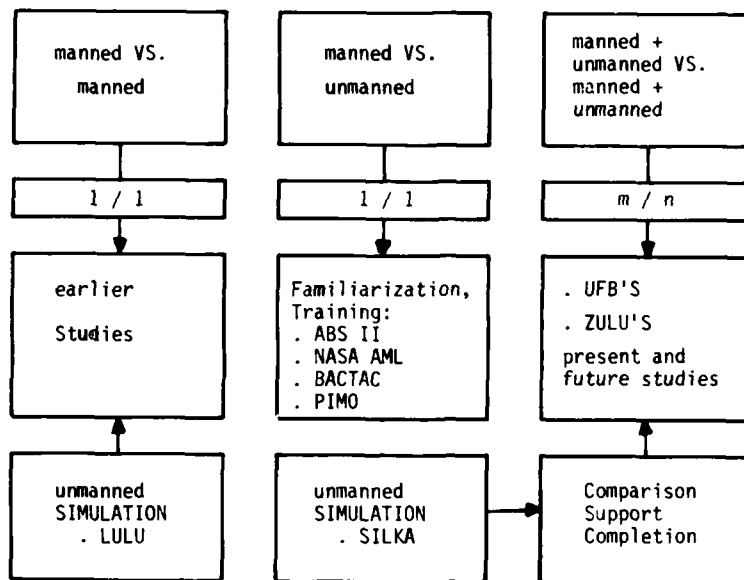 manned VS.
manned
manned VS.
unmanned
manned +
unmanned VS.
manned +
unmanned
1 / 1
1 / 1
m / n
earlier
Studies
Familiarization,
Training:
. ABS II
. NASA AML
. BACTAC
. PIMO
. UFB'S
. ZULU'S
present and
future studies
unmanned
SIMULATION
. LULU
unmanned
SIMULATION
. SILKA
Comparison
Support
Completion